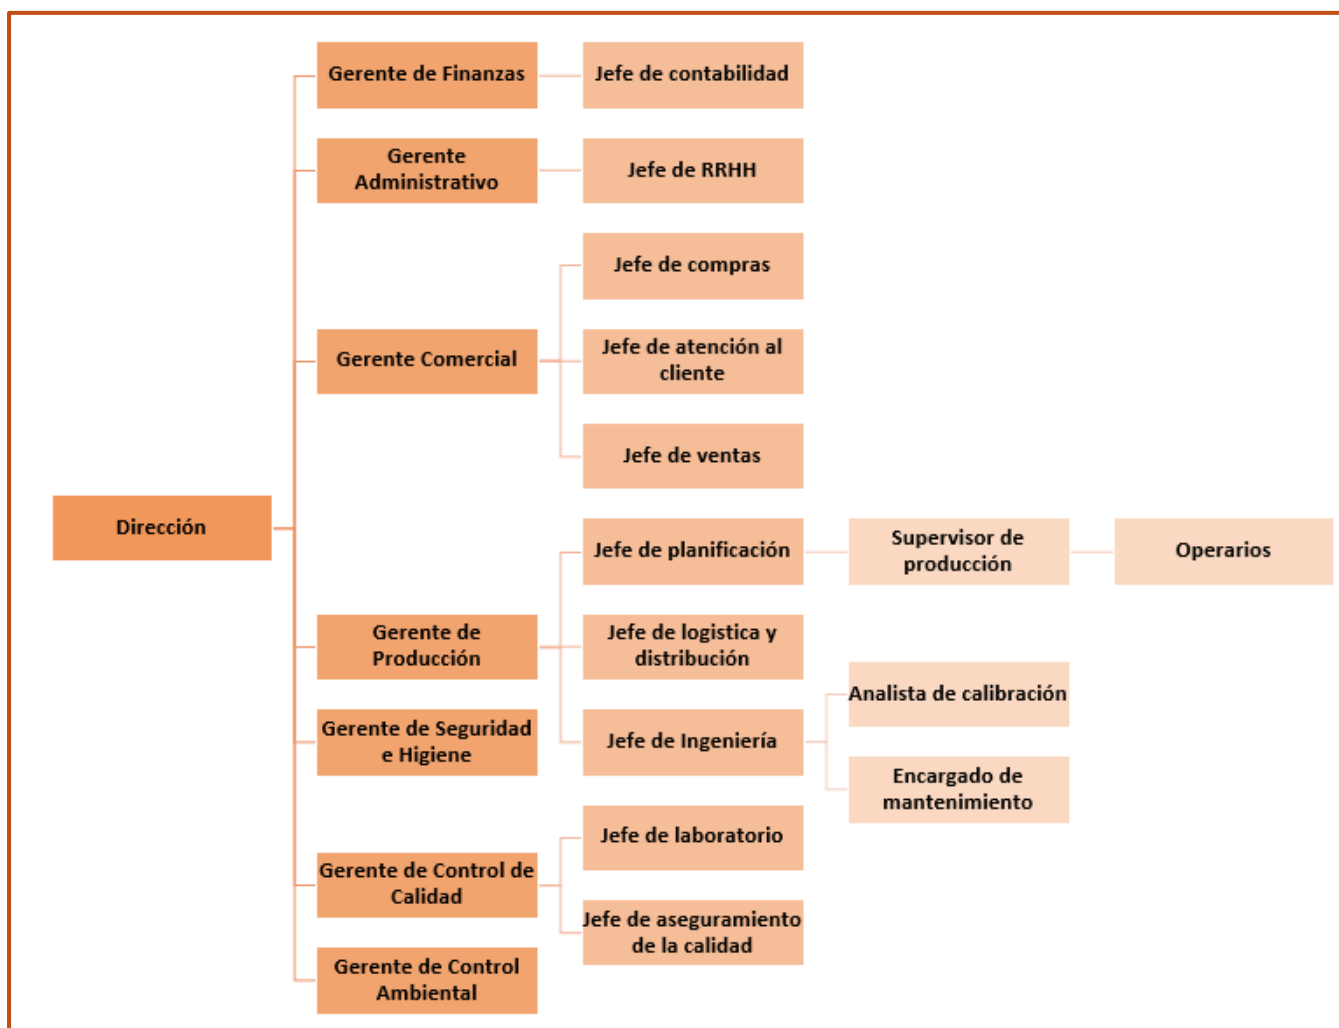 Gerente de Finanzas
Jefe de contabilidad
Gerente
Administrativo
Jefe de RRHH
Jefe de compras
Gerente Comercial
Jefe de atención al
cliente
Jefe de ventas
Dirección
Jefe de planificación
Supervisor de
producción
Operarios
Gerente de
Producción
Jefe de logistica y
distribución
Analista de calibración
Gerente de Seguridad
e Higiene
Jefe de Ingeniería
Encargado de
mantenimiento
Jefe de laboratorio
Gerente de Control de
Calidad
Jefe de aseguramiento
de la calidad
Gerente de Control
Ambiental